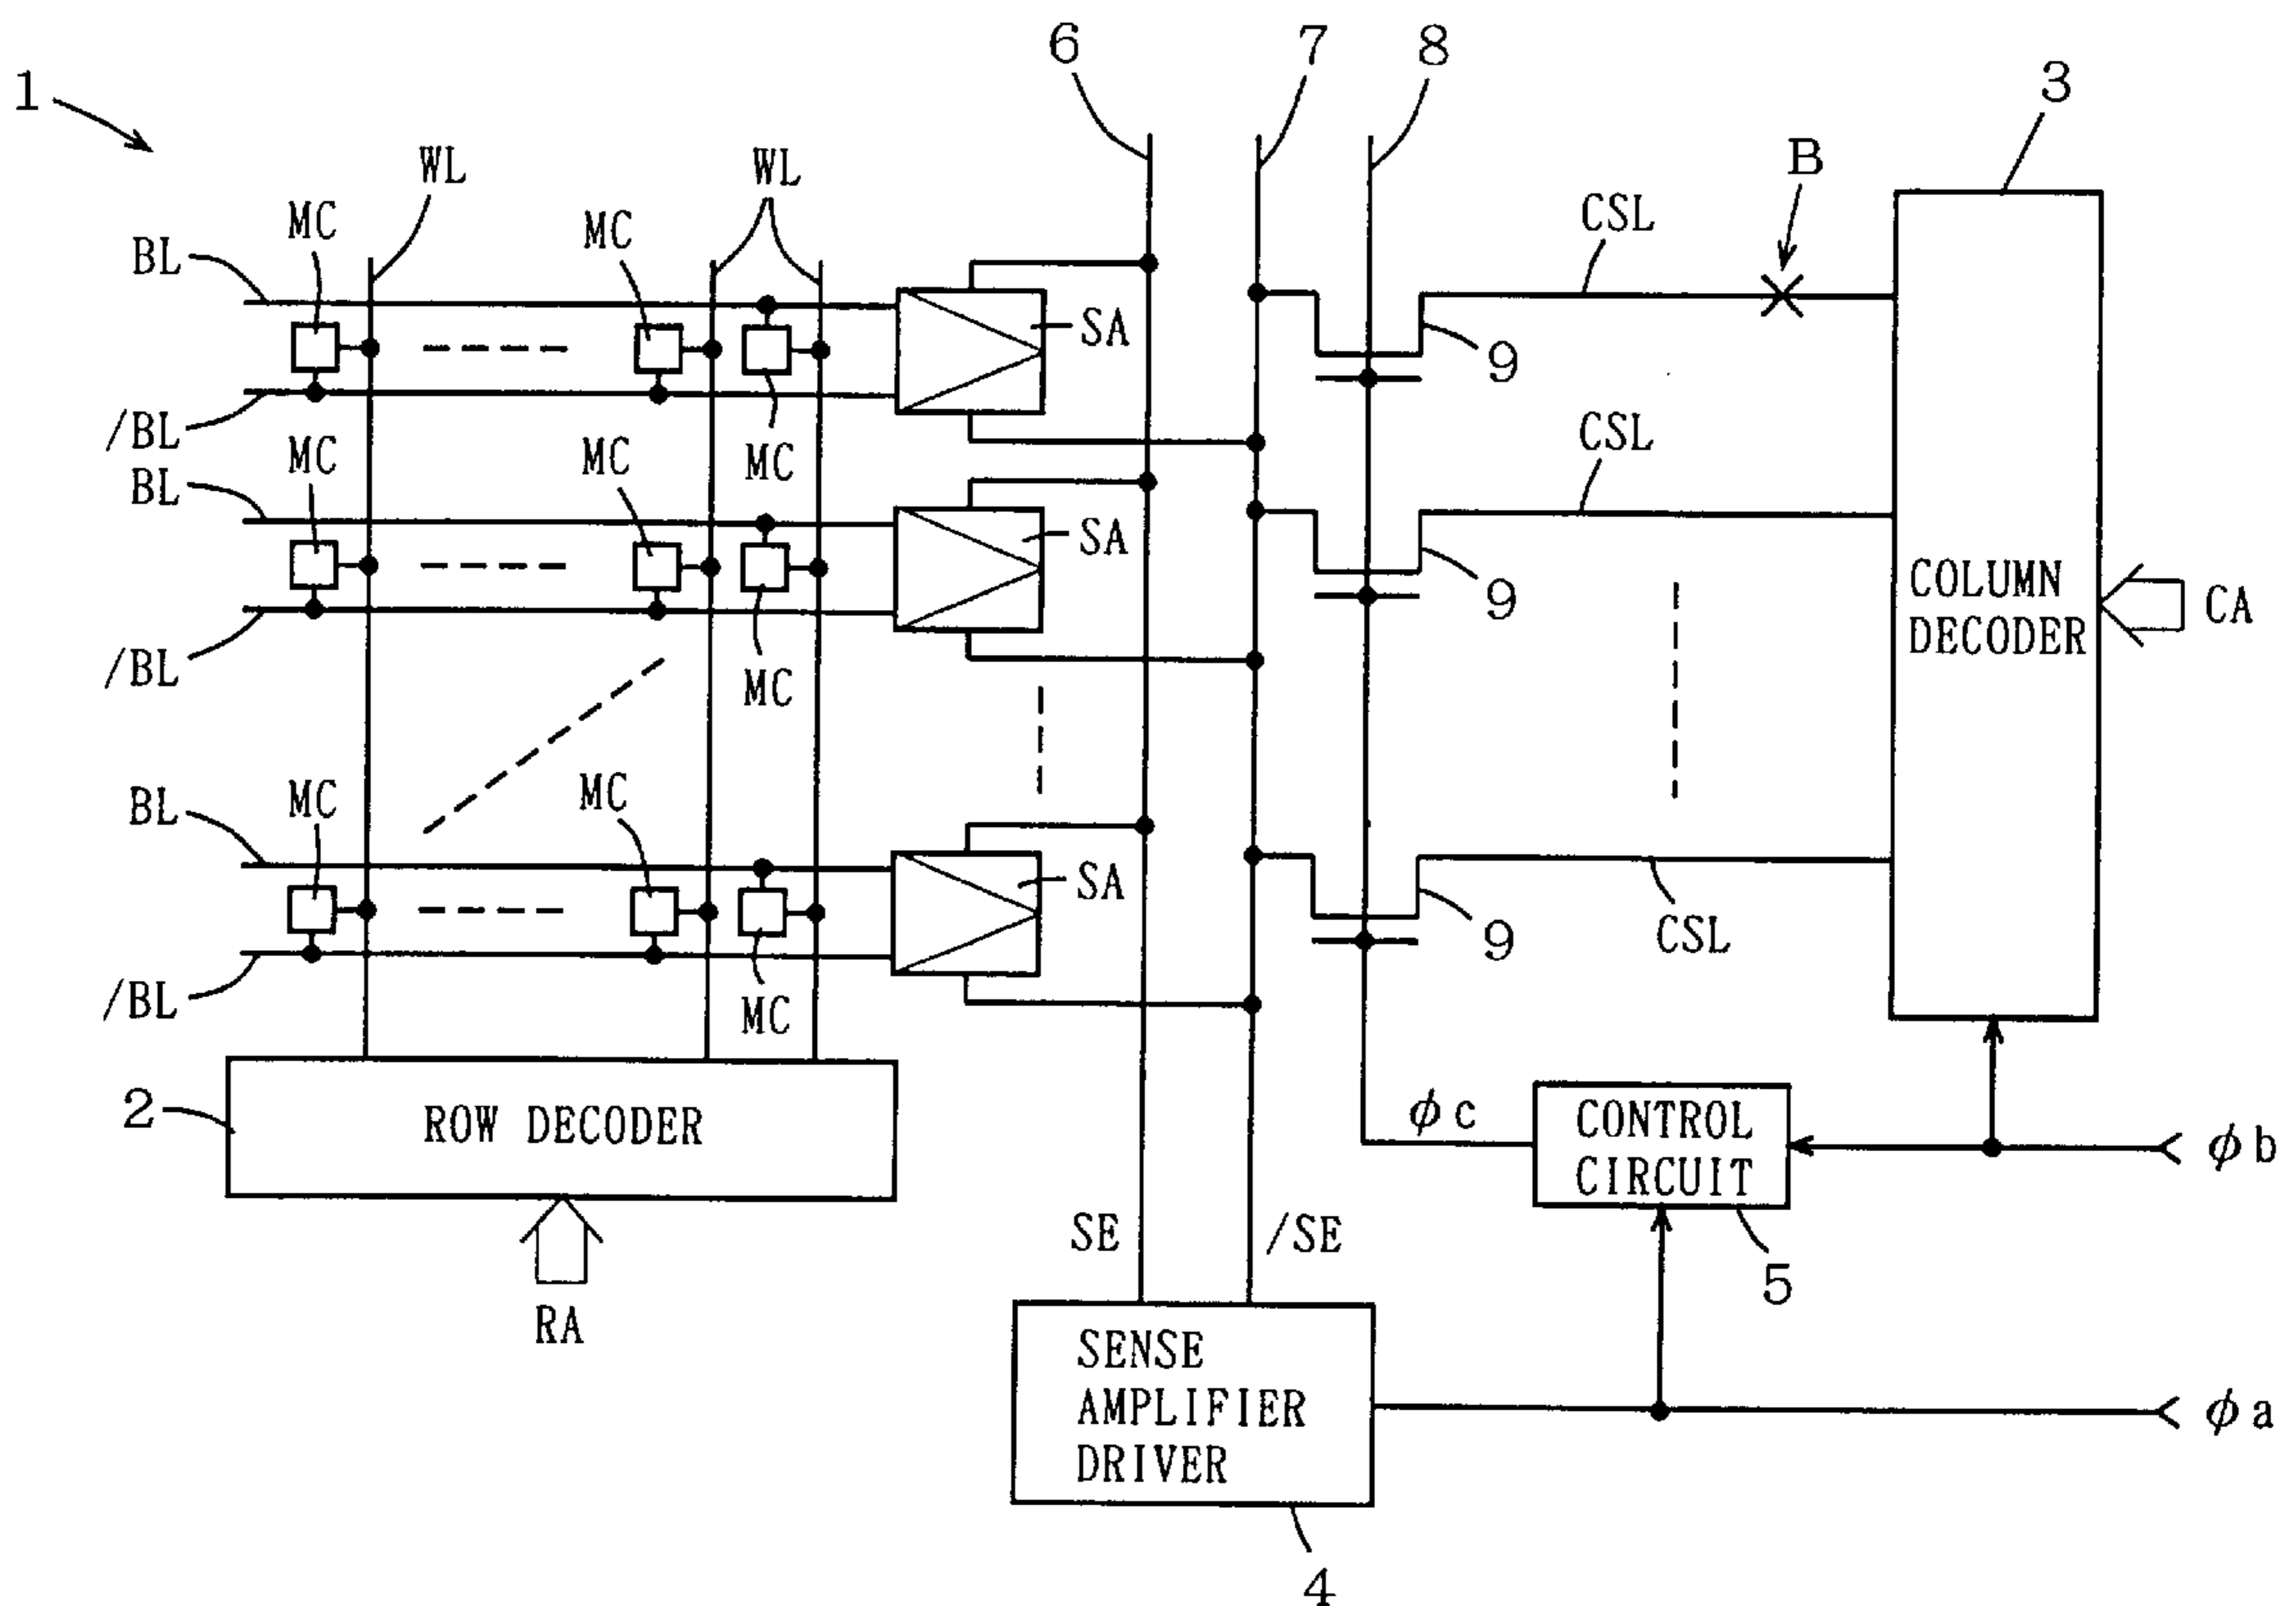 6
7
8
1
3
WL
WL
B
MC
MC
CSL
BL
SA
9
/BL
MC
MC
MC
CSL
BL
SA
9
COLUMN
DECODER
CA
/BL
MC
MC
MC
BL
SA
9
CSL
/BL
MC
2
ROW DECODER
φc
CONTROL
CIRCUIT
φb
SE
/SE
5
RA
SENSE
AMPLIFIER
DRIVER
φa
4